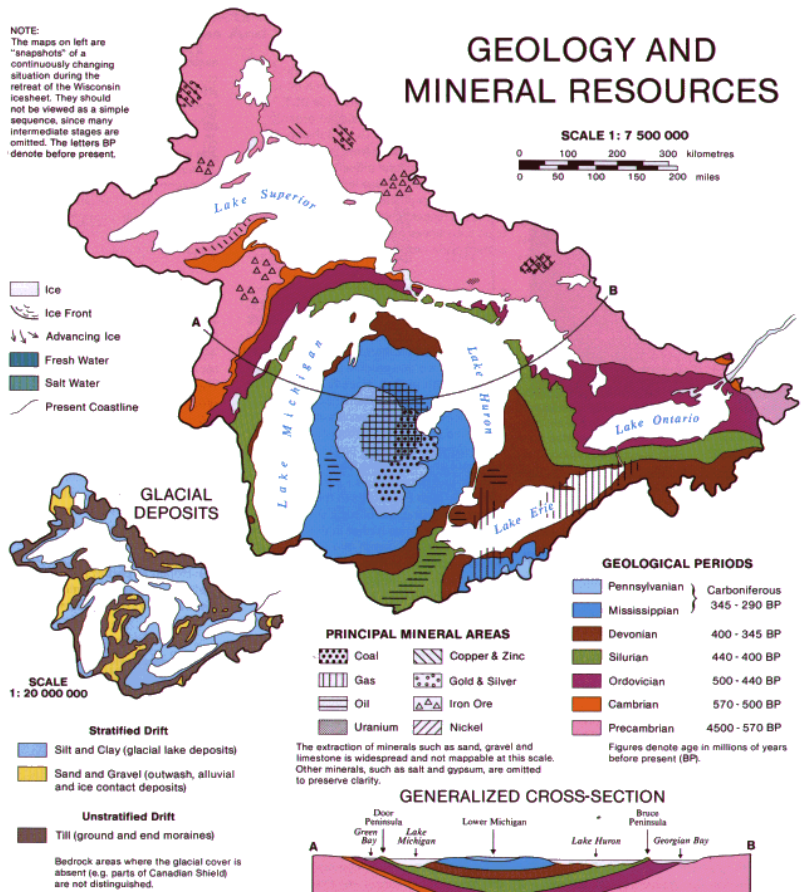 NOTE:
The maps on left are
"snapshots" of a
continuously changing
situation during the
retreat of the Wisconsin
icesheet. They should
not be viewed as a simple
sequence, since many
intermediate stages are
omitted. The letters BP
denote before present.
GEOLOGY AND
MINERAL RESOURCES
SCALE 1: 7 500 000
0 100 200 300 kilometres
0 50 100 150 200 miles
Lake Superior
A
B
Lake Michigan
Lake Huron
Lake Ontario
Lake Erie
Ice
Ice Front
Advancing Ice
Fresh Water
Salt Water
Present Coastline
GLACIAL
DEPOSITS
SCALE
1: 20 000 000
Stratified Drift
Silt and Clay (glacial lake deposits)
Sand and Gravel (outwash, alluvial
and ice contact deposits)
Unstratified Drift
Till (ground and end moraines)
Bedrock areas where the glacial cover is
absent (e.g. parts of Canadian Shield)
are not distinguished.
PRINCIPAL MINERAL AREAS
Coal
Copper & Zinc
Gas
Gold & Silver
Oil
Iron Ore
Uranium
Nickel
The extraction of minerals such as sand, gravel and
limestone is widespread and not mappable at this scale.
Other minerals, such as salt and gypsum, are omitted
to preserve clarity.
GEOLOGICAL PERIODS
Pennsylvanian
Mississippian
Carboniferous
345 - 290 BP
Devonian 400 - 345 BP
Silurian 440 - 400 BP
Ordovician 500 - 440 BP
Cambrian 570 - 500 BP
Precambrian 4500 - 570 BP
Figures denote age in millions of years
before present (BP).
GENERALIZED CROSS-SECTION
A
Green
Bay
Door
Peninsula
Lake
Michigan
Lower Michigan
Lake Huron
Bruce
Peninsula
Georgian Bay
B